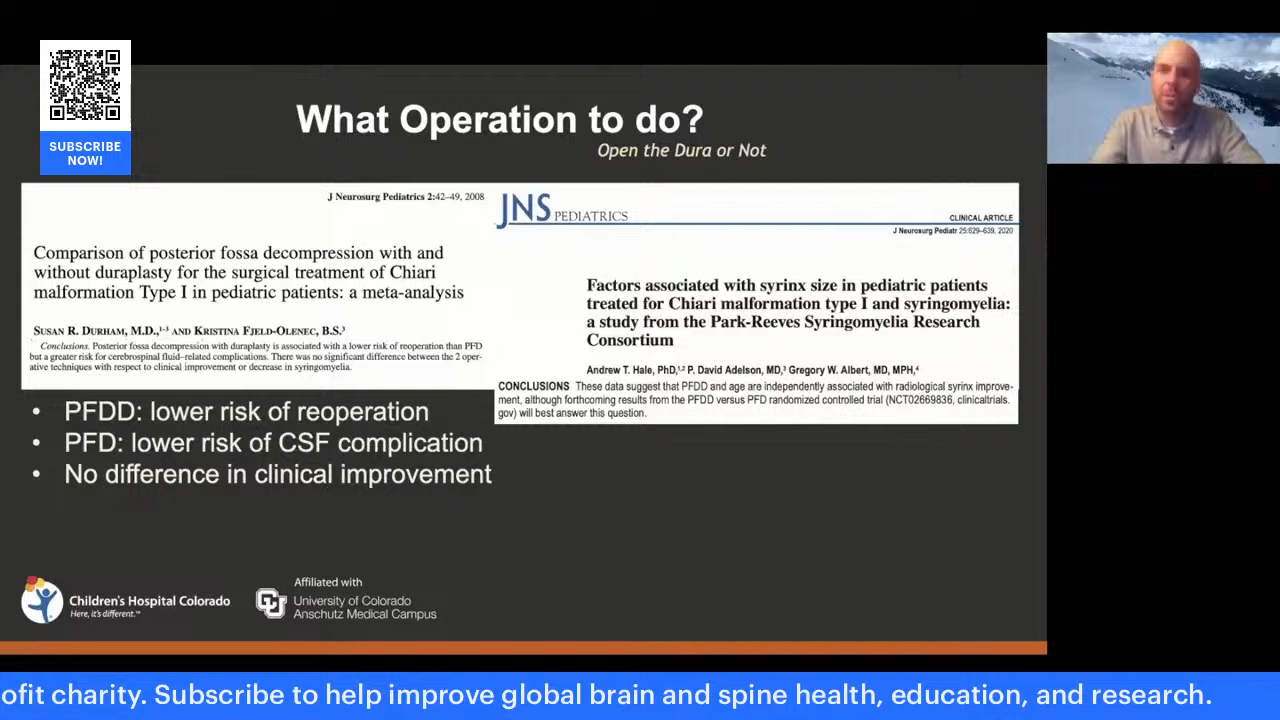 SUBSCRIBE
NOW!
What Operation to do?
Open the Dura or Not
J Neurosurg Pediatrics 2:42–49, 2008
Comparison of posterior fossa decompression with and
without duraplasty for the surgical treatment of Chiari
malformation Type I in pediatric patients: a meta-analysis
SUSAN R. DURHAM, M.D.,1–3 AND KRISTINA FJELD-OLENEC, B.S.3
Conclusions. Posterior fossa decompression with duraplasty is associated with a lower risk of reoperation than PFD
but a greater risk for cerebrospinal fluid–related complications. There was no significant difference between the 2 oper-
ative techniques with respect to clinical improvement or decrease in syringomyelia.
JNS PEDIATRICS
CLINICAL ARTICLE
J Neurosurg Pediatr 25:629–639, 2020
Factors associated with syrinx size in pediatric patients
treated for Chiari malformation type I and syringomyelia:
a study from the Park-Reeves Syringomyelia Research
Consortium
Andrew T. Hale, PhD,1,2 P. David Adelson, MD,3 Gregory W. Albert, MD, MPH,4
CONCLUSIONS These data suggest that PFDD and age are independently associated with radiological syrinx improve-
ment, although forthcoming results from the PFDD versus PFD randomized controlled trial (NCT02669836, clinicaltrials.
gov) will best answer this question.
• PFDD: lower risk of reoperation
• PFD: lower risk of CSF complication
• No difference in clinical improvement
Children's Hospital Colorado
Here, it's different.™
Affiliated with
CU
University of Colorado
Anschutz Medical Campus
ofit charity. Subscribe to help improve global brain and spine health, education, and research.